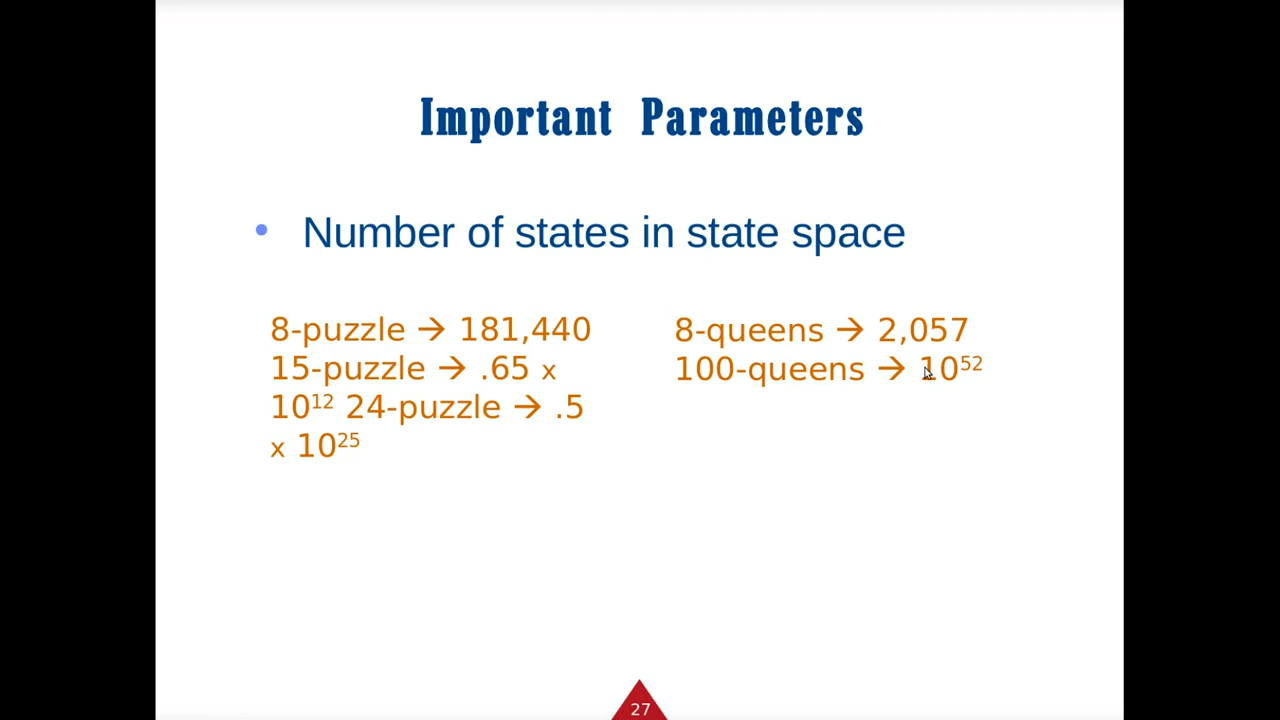 Important Parameters
• Number of states in state space
8-puzzle → 181,440
15-puzzle → .65 x
10¹² 24-puzzle → .5
x 10²⁵
8-queens → 2,057
100-queens → 10⁵²
27